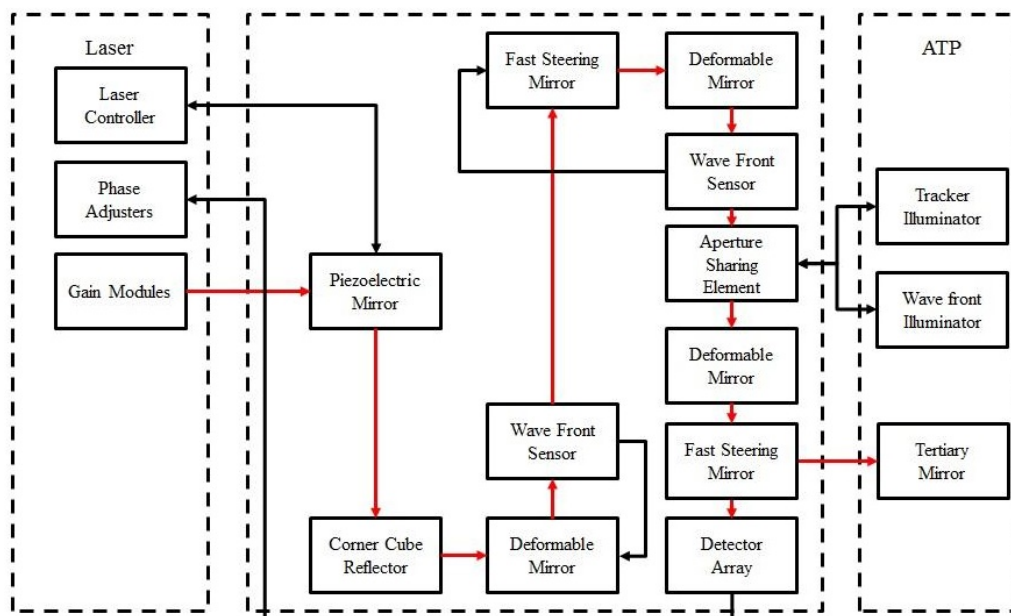 Laser
Laser
Controller
Phase
Adjusters
Gain Modules
Piezoelectric
Mirror
Corner Cube
Reflector
Deformable
Mirror
Wave Front
Sensor
Fast Steering
Mirror
Deformable
Mirror
Wave Front
Sensor
Aperture
Sharing
Element
Deformable
Mirror
Fast Steering
Mirror
Detector
Array
ATP
Tracker
Illuminator
Wave front
Illuminator
Tertiary
Mirror